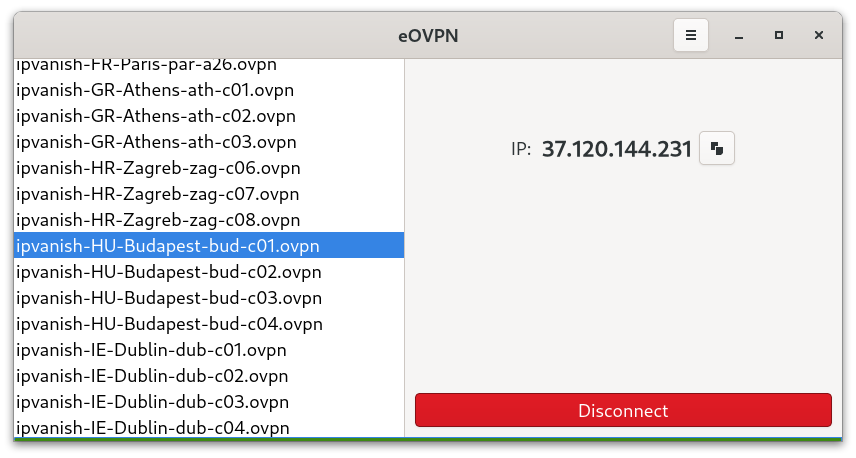 eOVPN
ipvanish-FR-Paris-par-a26.ovpn
ipvanish-GR-Athens-ath-c01.ovpn
ipvanish-GR-Athens-ath-c02.ovpn
ipvanish-GR-Athens-ath-c03.ovpn
ipvanish-HR-Zagreb-zag-c06.ovpn
ipvanish-HR-Zagreb-zag-c07.ovpn
ipvanish-HR-Zagreb-zag-c08.ovpn
ipvanish-HU-Budapest-bud-c01.ovpn
ipvanish-HU-Budapest-bud-c02.ovpn
ipvanish-HU-Budapest-bud-c03.ovpn
ipvanish-HU-Budapest-bud-c04.ovpn
ipvanish-IE-Dublin-dub-c01.ovpn
ipvanish-IE-Dublin-dub-c02.ovpn
ipvanish-IE-Dublin-dub-c03.ovpn
ipvanish-IE-Dublin-dub-c04.ovpn
IP: 37.120.144.231
Disconnect